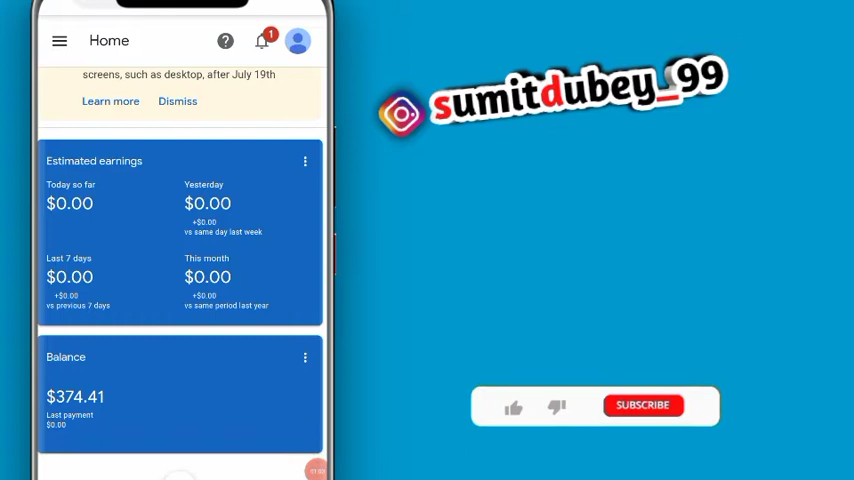 Home
1
screens, such as desktop, after July 19th
Learn more Dismiss
Estimated earnings
Today so far Yesterday
$0.00 $0.00
+$0.00
vs same day last week
Last 7 days This month
$0.00 $0.00
+$0.00 +$0.00
vs previous 7 days vs same period last year
Balance
$374.41
Last payment
$0.00
sumitdubey_99
SUBSCRIBE